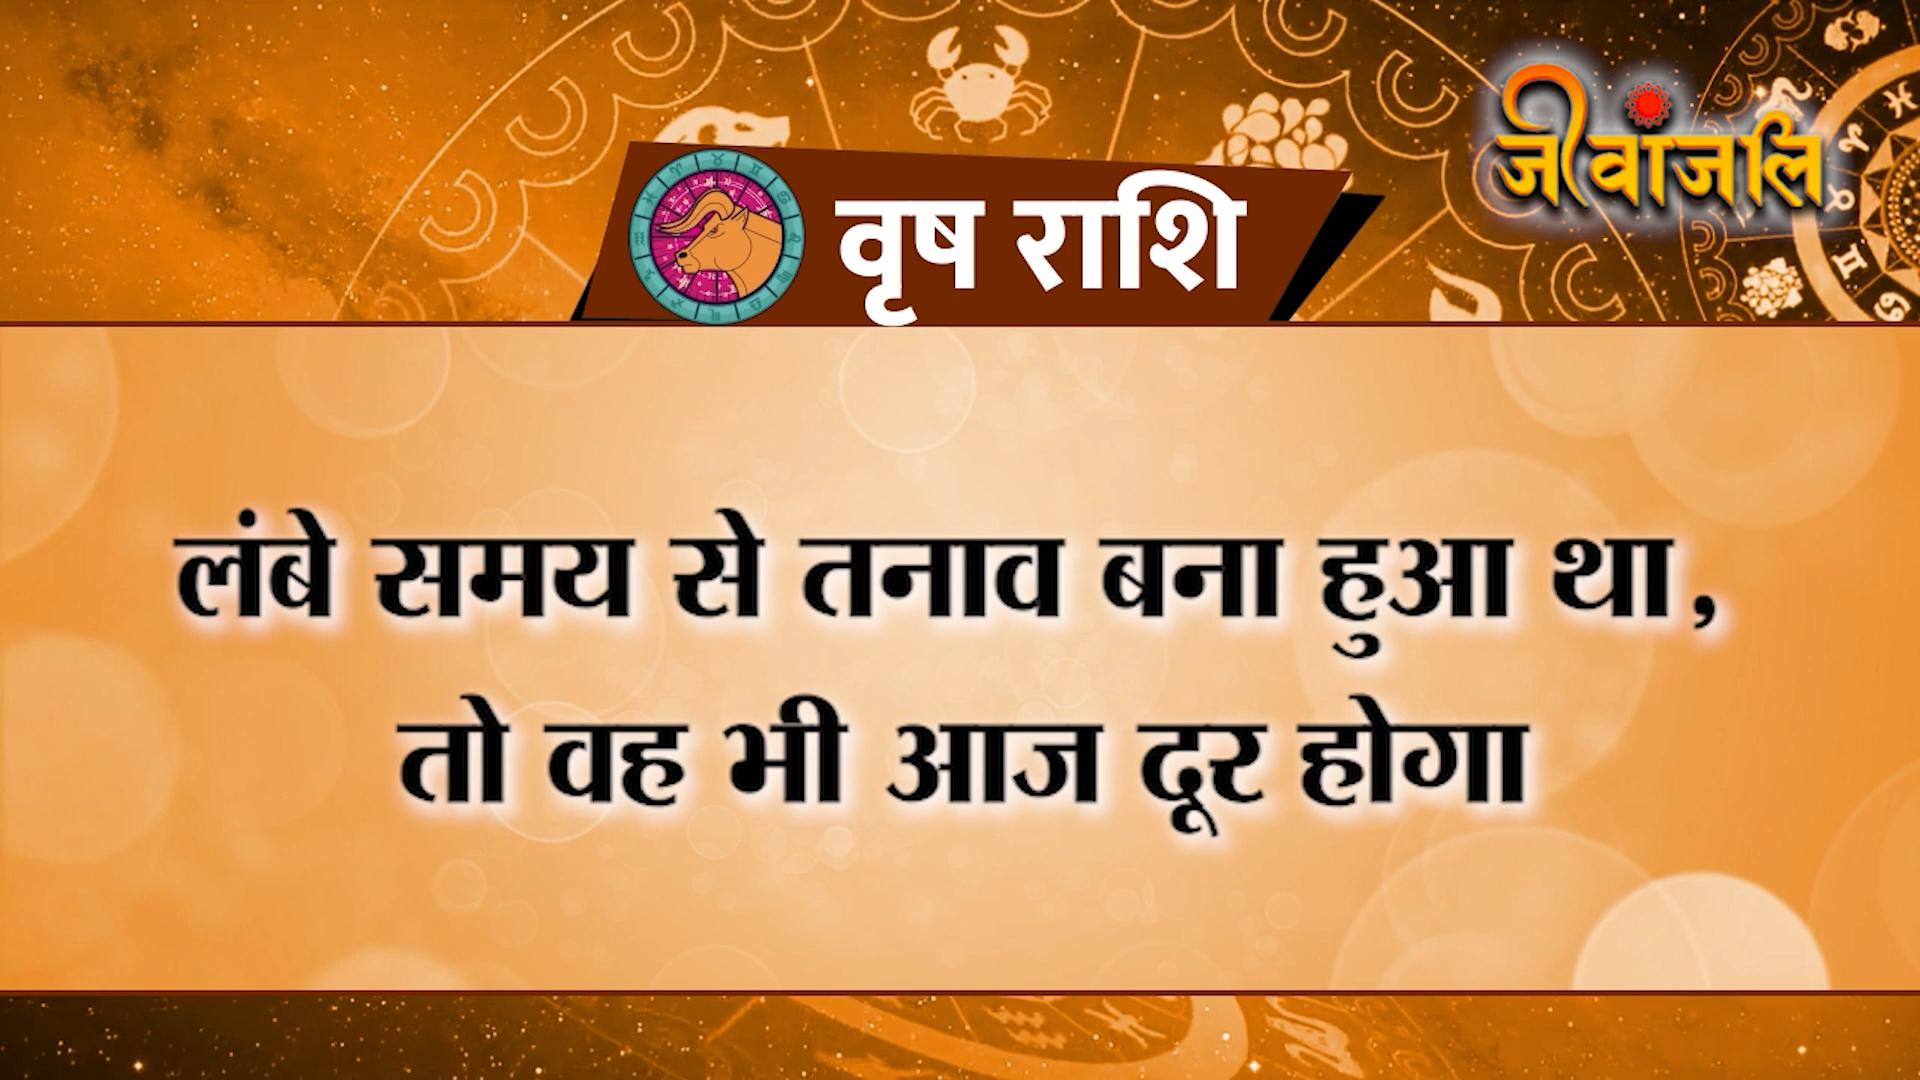 जीवांजलि
वृष राशि
लंबे समय से तनाव बना हुआ था,
तो वह भी आज दूर होगा